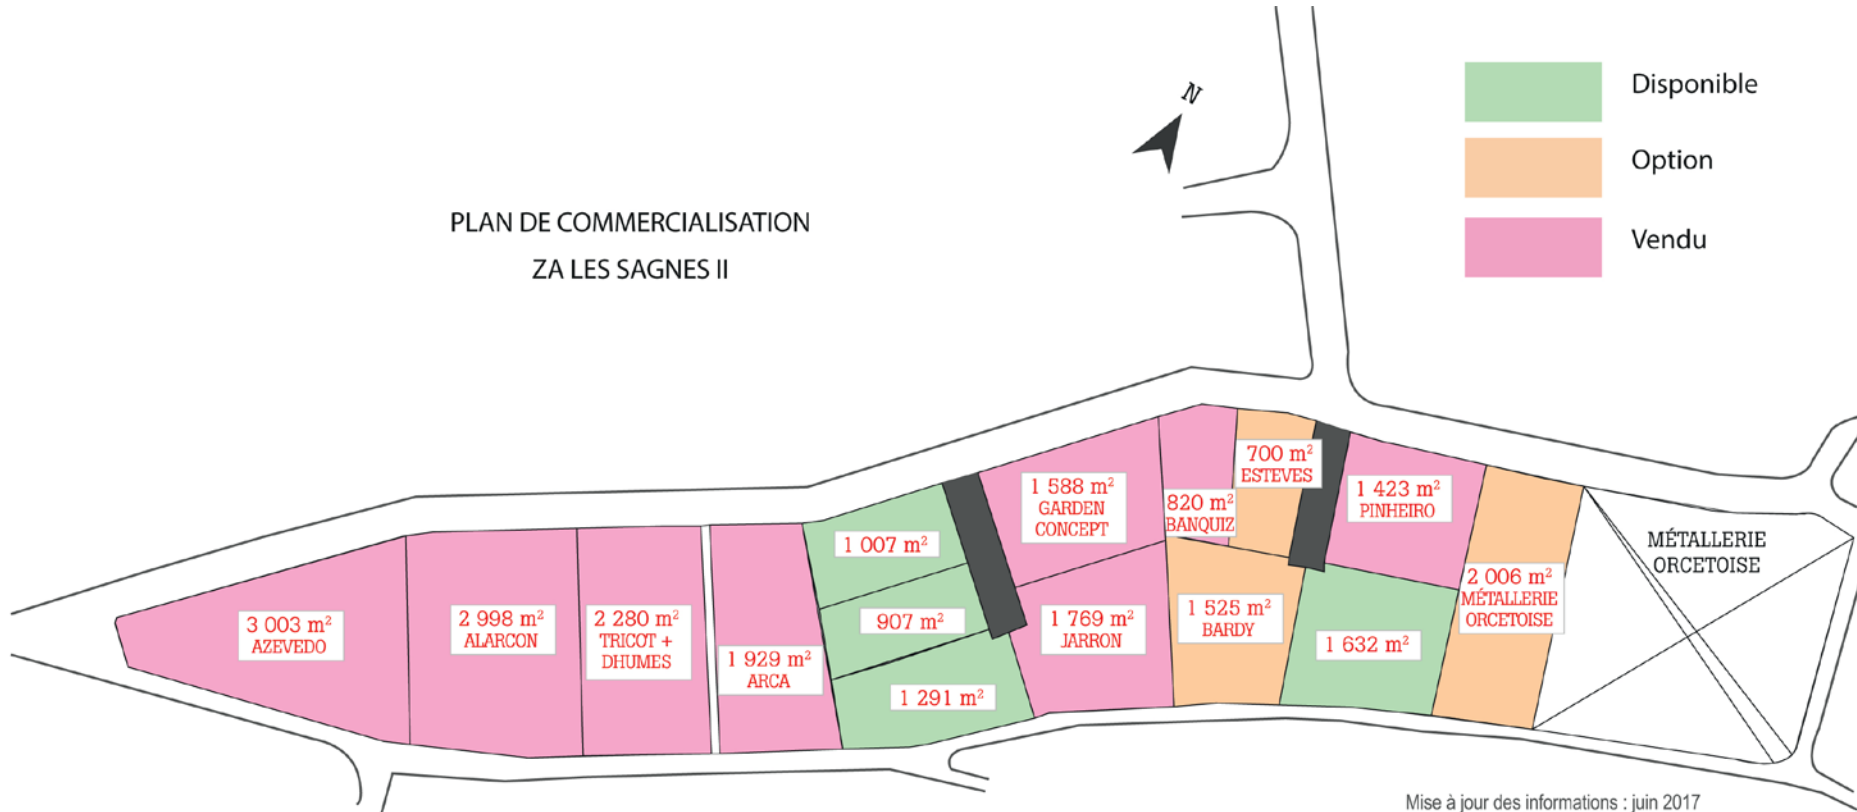 N
Disponible
Option
Vendu
PLAN DE COMMERCIALISATION
ZA LES SAGNES II
3 003 m²
AZEVEDO
2 998 m²
ALARCON
2 280 m²
TRICOT +
DHUMES
1 929 m²
ARCA
1 007 m²
907 m²
1 291 m²
1 588 m²
GARDEN
CONCEPT
1 769 m²
JARRON
820 m²
BANQUIZ
700 m²
ESTEVES
1 525 m²
BARDY
1 423 m²
PINHEIRO
1 632 m²
2 006 m²
MÉTALLERIE
ORCETOISE
MÉTALLERIE
ORCETOISE
Mise à jour des informations : juin 2017